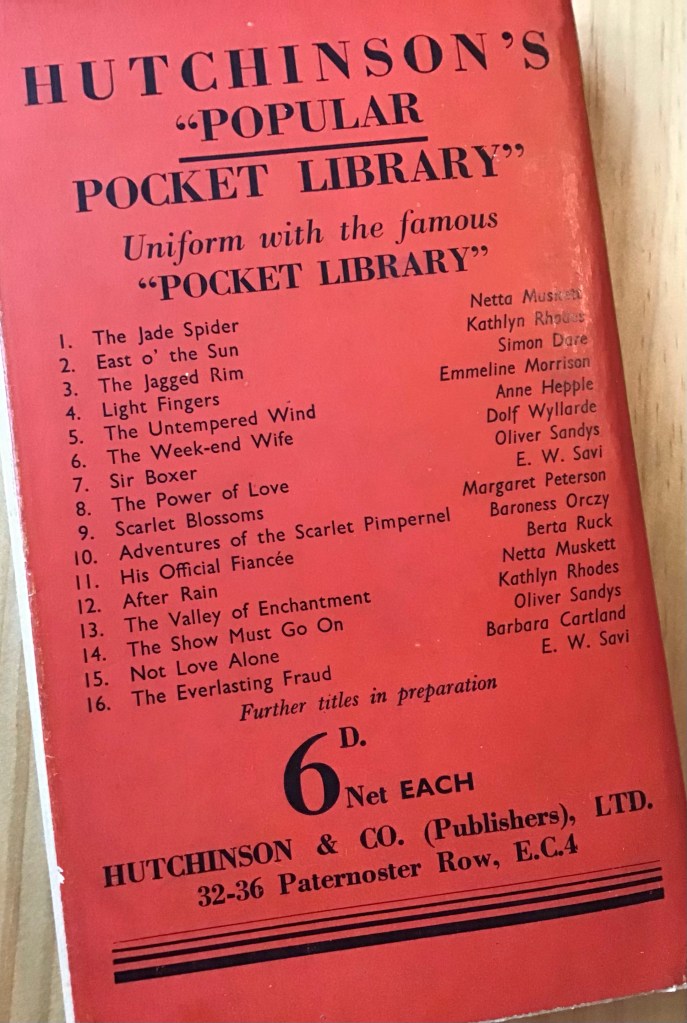 HUTCHINSON'S
“POPULAR
POCKET LIBRARY”
Uniform with the famous
“POCKET LIBRARY”
1. The Jade Spider Netta Muskett
2. East o' the Sun Kathlyn Rhodes
3. The Jagged Rim Simon Dare
4. Light Fingers Emmeline Morrison
5. The Untempered Wind Anne Hepple
6. The Week-end Wife Dolf Wyllarde
7. Sir Boxer Oliver Sandys
8. The Power of Love E. W. Savi
9. Scarlet Blossoms Margaret Peterson
10. Adventures of the Scarlet Pimpernel Baroness Orczy
11. His Official Fiancée Berta Ruck
12. After Rain Netta Muskett
13. The Valley of Enchantment Kathlyn Rhodes
14. The Show Must Go On Oliver Sandys
15. Not Love Alone Barbara Cartland
16. The Everlasting Fraud E. W. Savi
Further titles in preparation
6D. Net EACH
HUTCHINSON & CO. (Publishers), LTD.
32-36 Paternoster Row, E.C.4